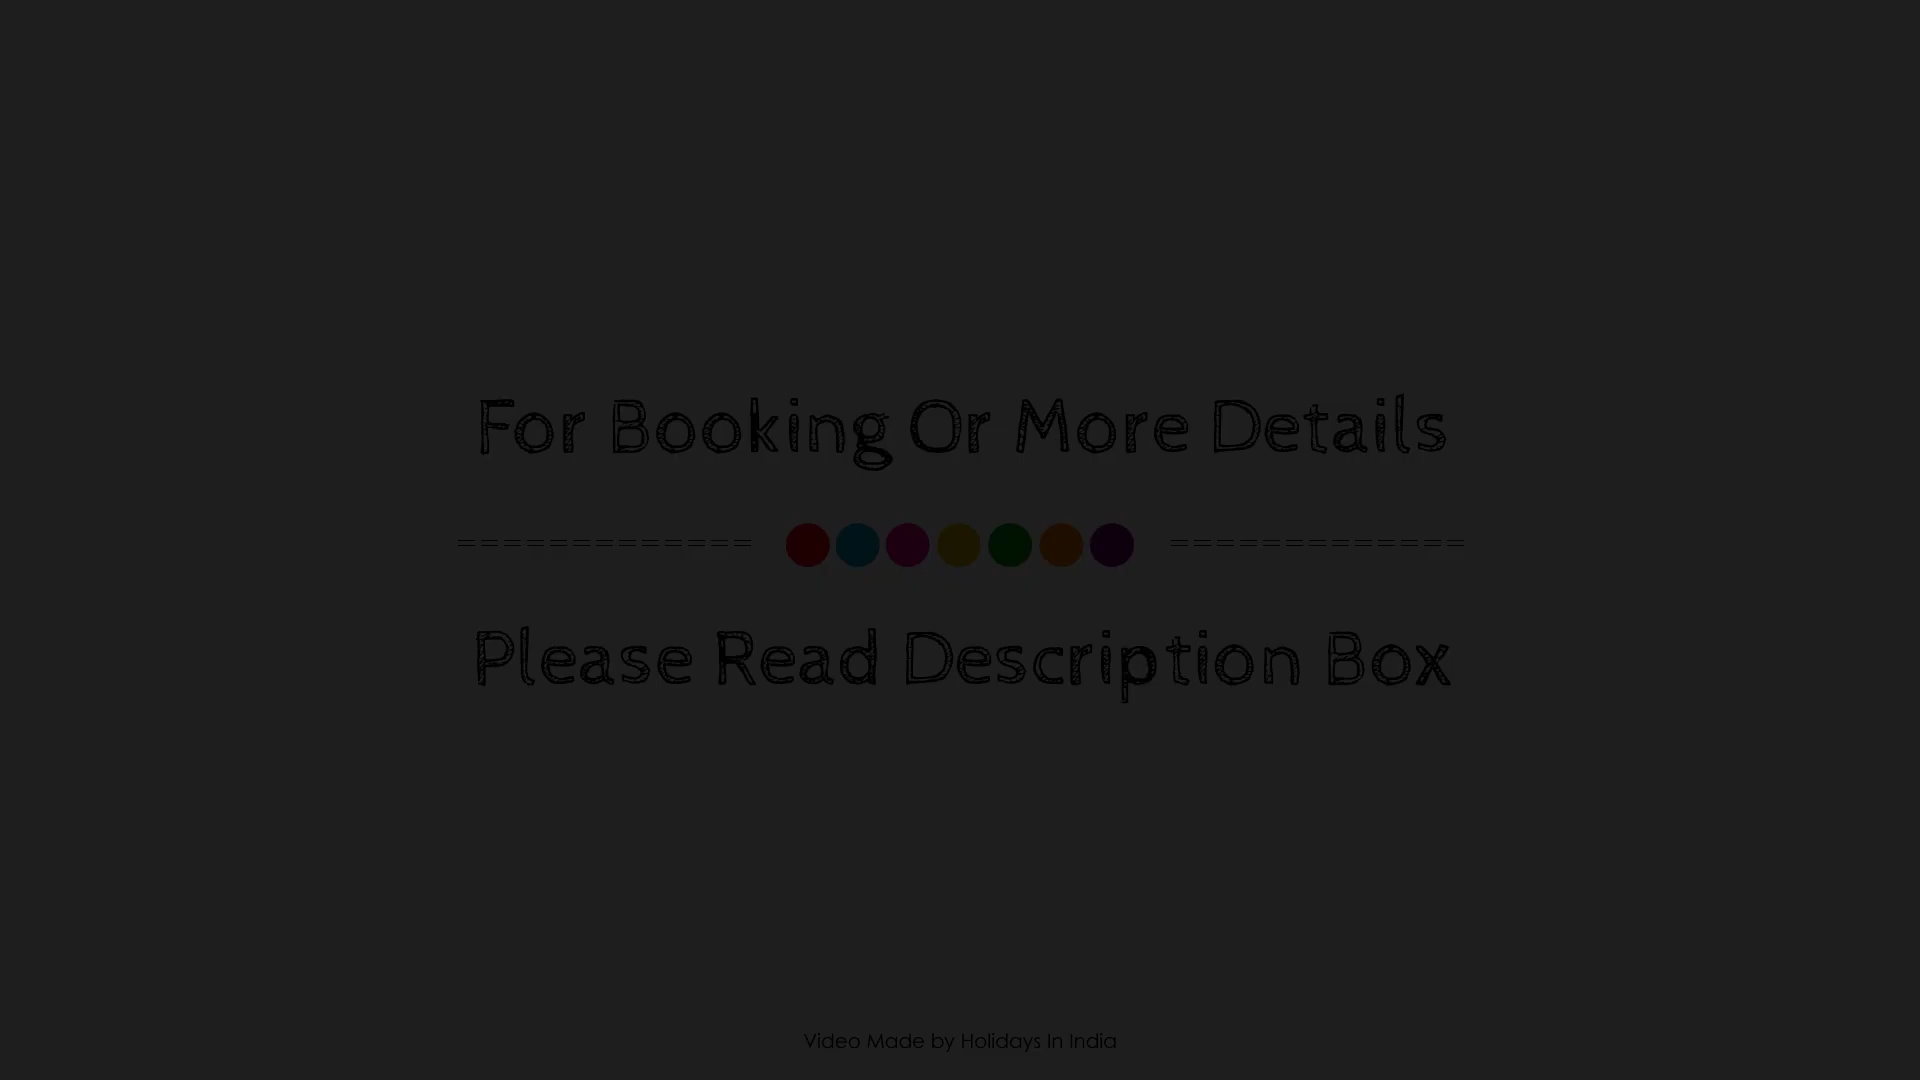 For Booking Or More Details
============= =============
Please Read Description Box
Video Made by Holidays In India